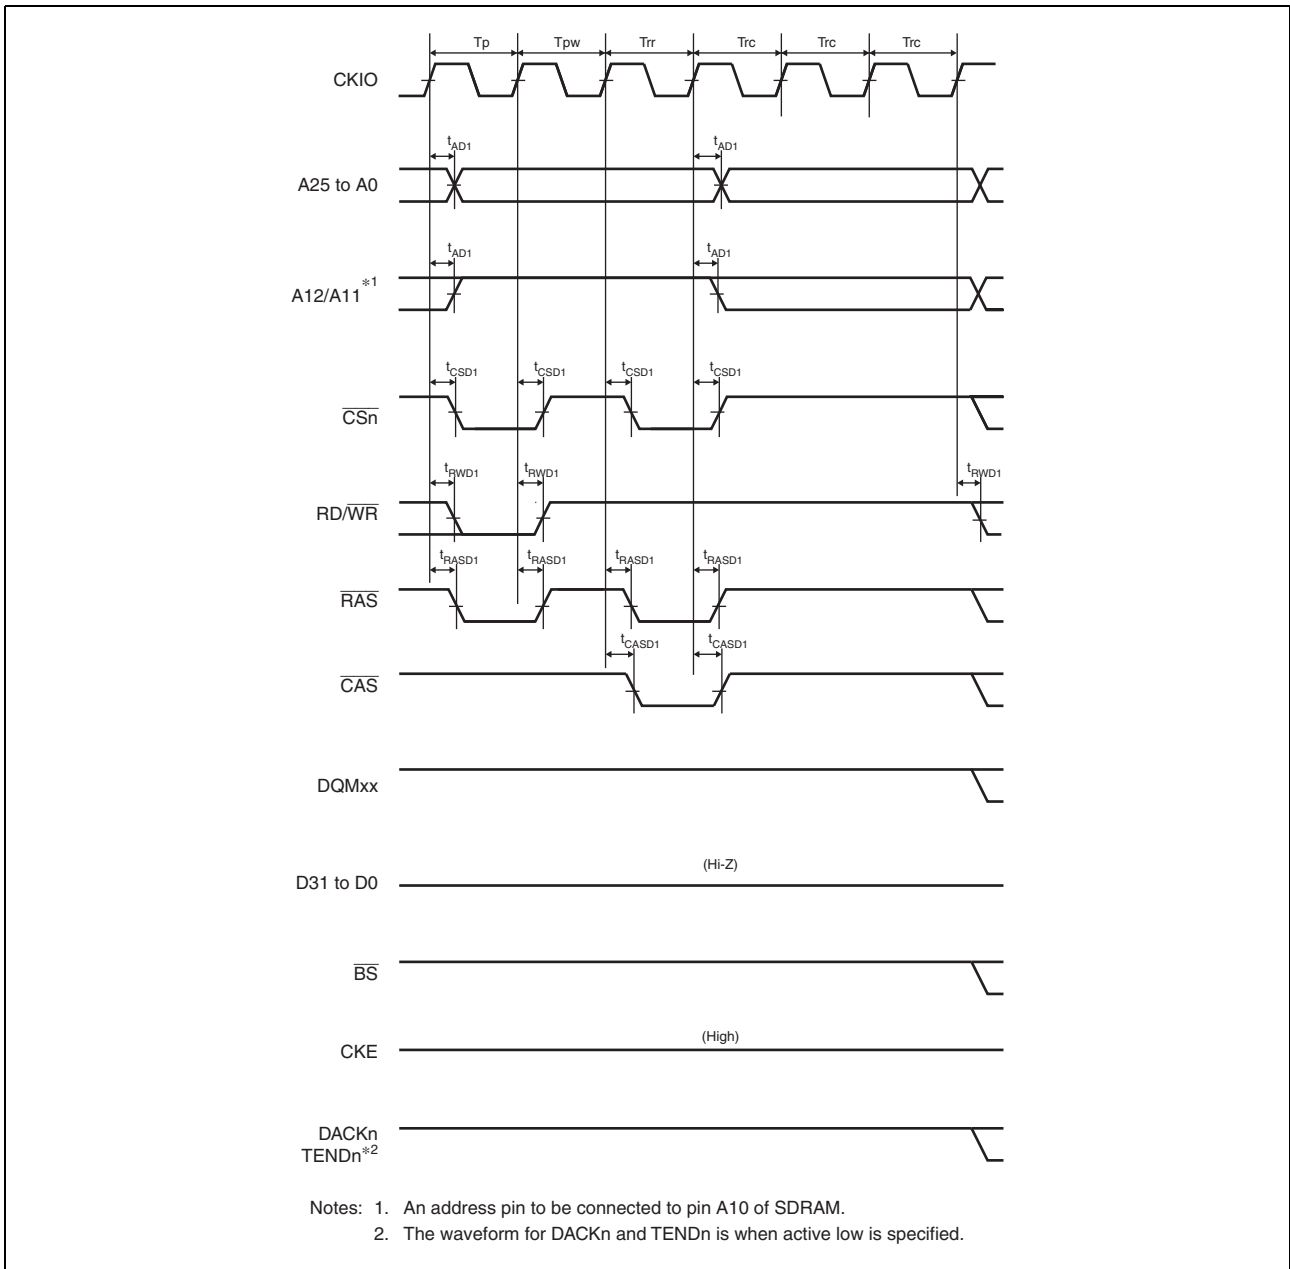 Tp Tpw Trr Trc Trc Trc
CKIO
tAD1 tAD1
A25 to A0
tAD1 tAD1
A12/A11*1
tCSD1 tCSD1 tCSD1 tCSD1
CSn
tRWD1 tRWD1 tRWD1
RD/WR
tRASD1 tRASD1 tRASD1 tRASD1
RAS
tCASD1 tCASD1
CAS
DQMxx
(Hi-Z)
D31 to D0
BS
(High)
CKE
DACKn
TENDn*2
Notes: 1. An address pin to be connected to pin A10 of SDRAM.
2. The waveform for DACKn and TENDn is when active low is specified.